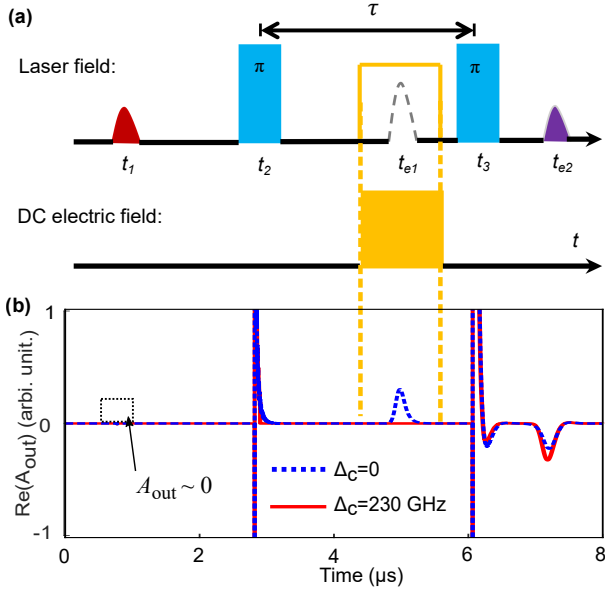 (a)
τ
Laser field:
π
π
t1
t2
te1
t3
te2
DC electric field:
t
(b)
1
0
-1
Re(Aout) (arbi. unit.)
Aout ~ 0
Δc=0
Δc=230 GHz
0
2
4
6
8
Time (µs)